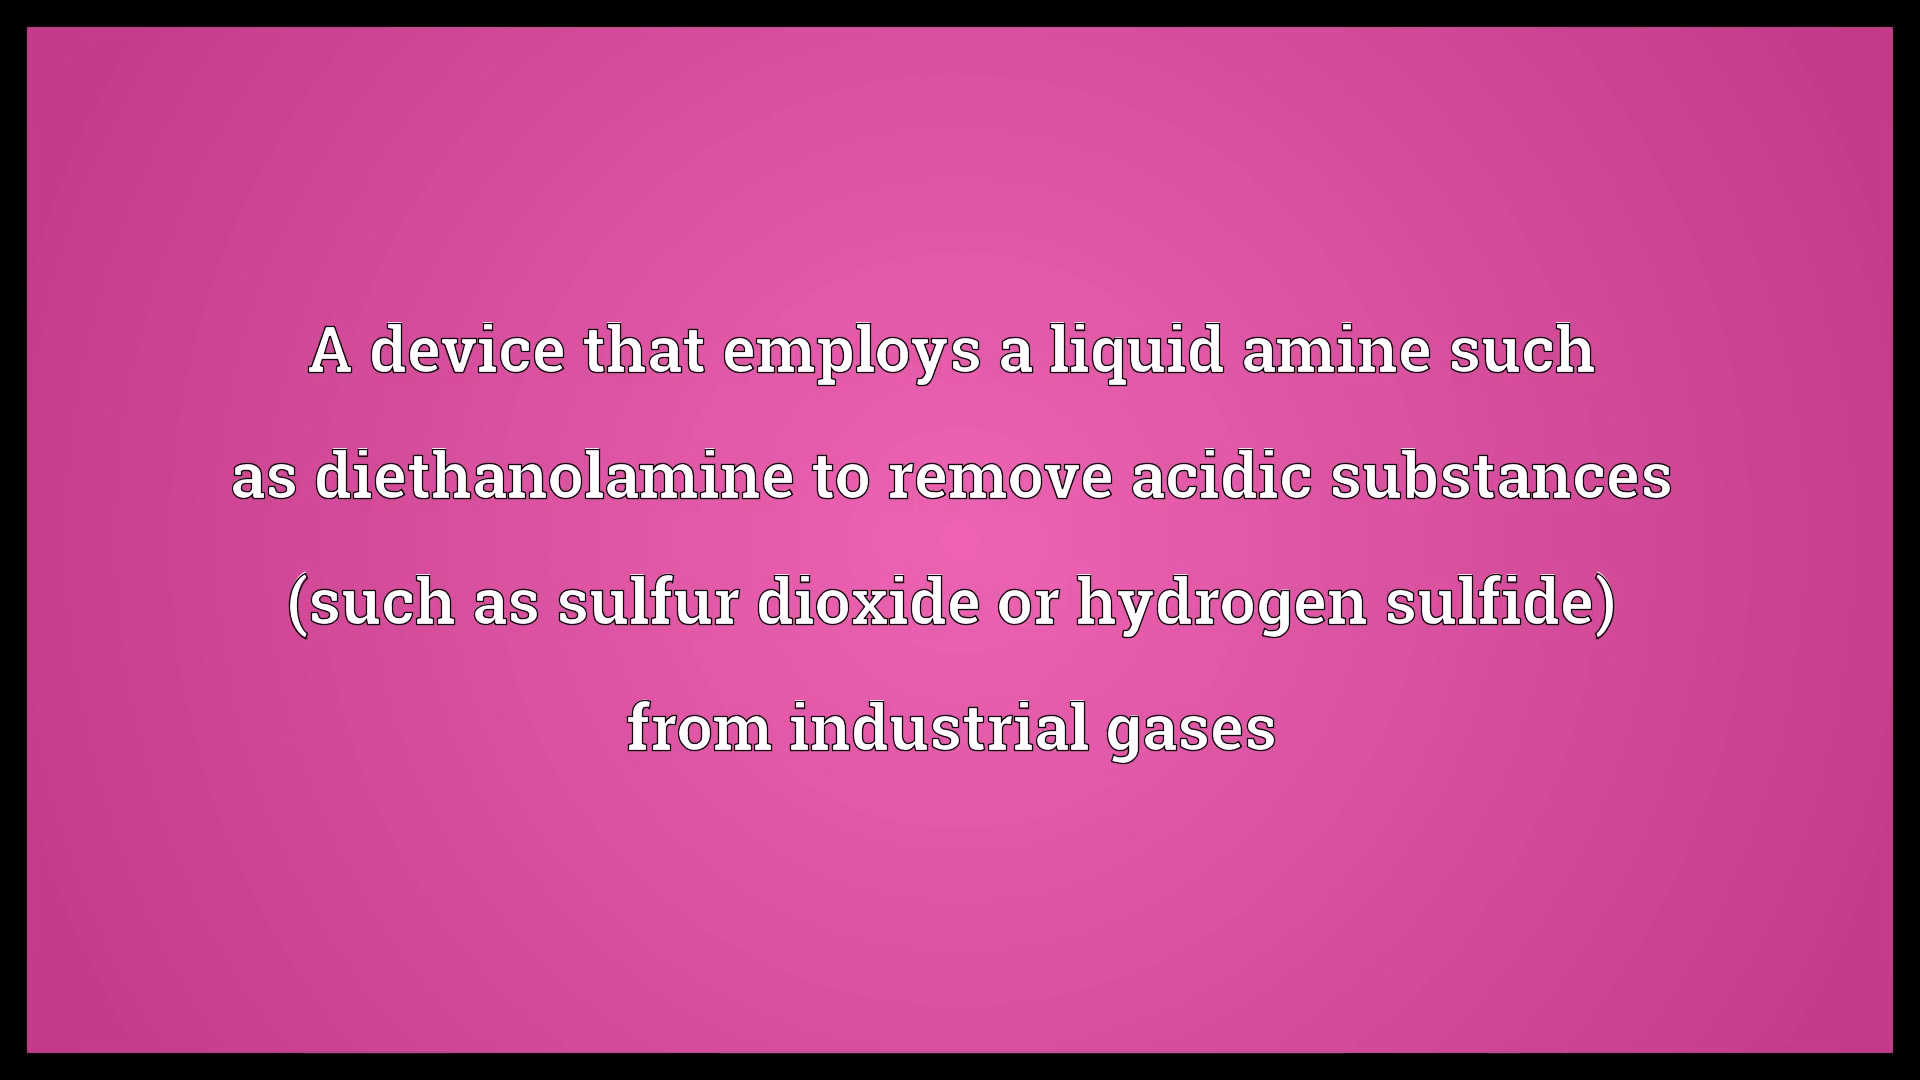 A device that employs a liquid amine such
as diethanolamine to remove acidic substances
(such as sulfur dioxide or hydrogen sulfide)
from industrial gases